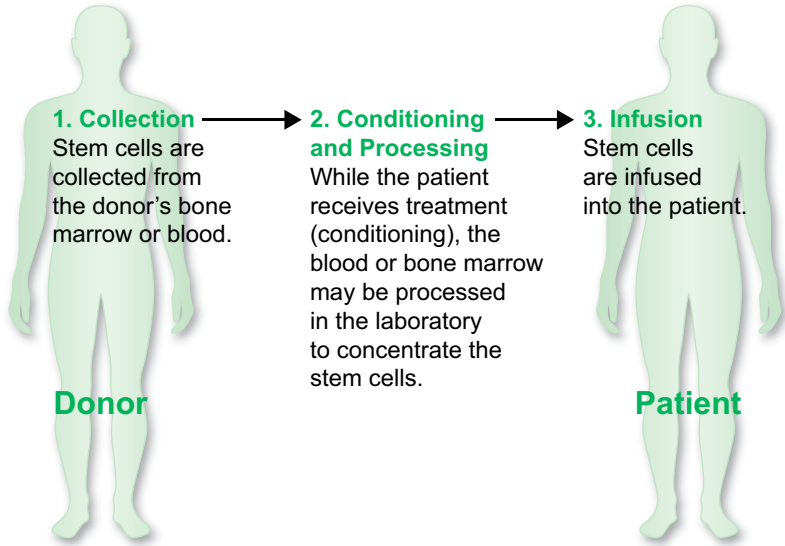 1. Collection
Stem cells are
collected from
the donor’s bone
marrow or blood.
2. Conditioning
and Processing
While the patient
receives treatment
(conditioning), the
blood or bone marrow
may be processed
in the laboratory
to concentrate the
stem cells.
3. Infusion
Stem cells
are infused
into the patient.
Donor
Patient